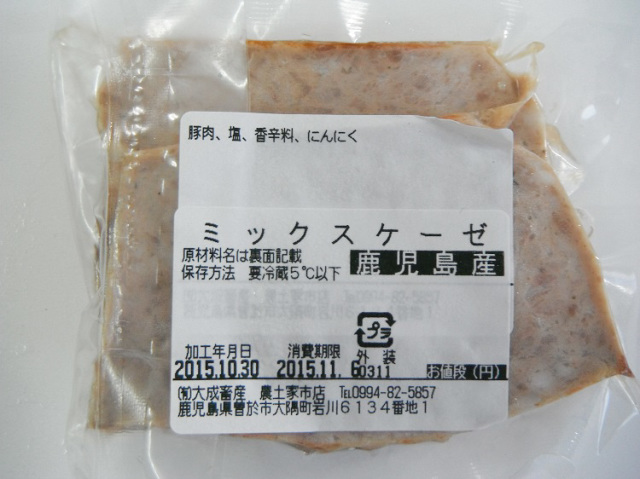 豚肉、塩、香辛料、にんにく
ミックスケーゼ
原材料名は裏面記載
保存方法 要冷蔵5℃以下 鹿児島産
プラ
加工年月日 消費期限 外装
2015.10.30 2015.11. 6 0311 お値段(円)
㈲大成畜産 農土家市店 ℡0994-82-5857
鹿児島県曽於市大隅町岩川6134番地1